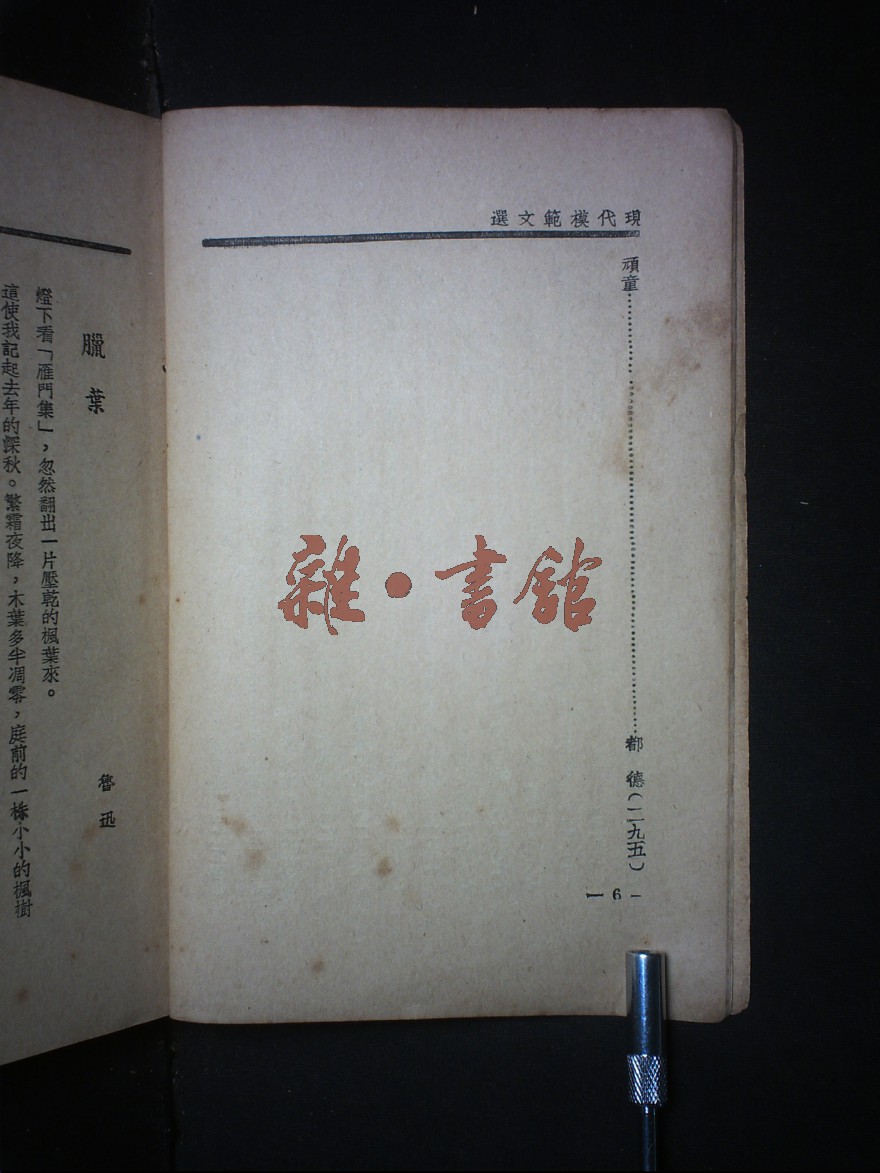 現代模範文選
頑童……都德(二九五)
— 6 —
雜·書館
臘葉
魯迅
燈下看「雁門集」,忽然翻出一片壓乾的楓葉來。
這使我記起去年的深秋。繁霜夜降,木葉多半凋零,庭前的一株小小的楓樹